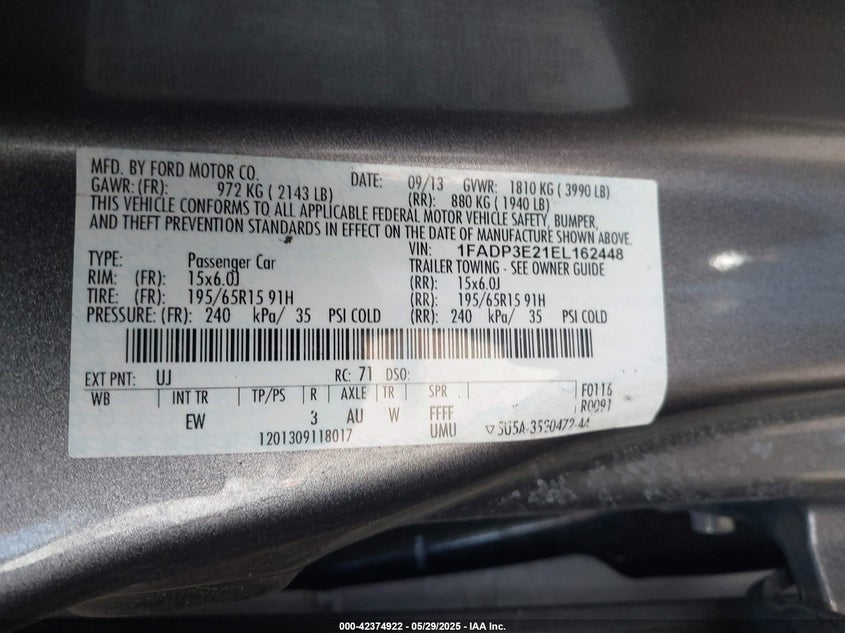 MFD. BY FORD MOTOR CO. DATE: 09/13 GVWR: 1810 KG ( 3990 LB)
GAWR: (FR): 972 KG ( 2143 LB) (RR): 880 KG ( 1940 LB)
THIS VEHICLE CONFORMS TO ALL APPLICABLE FEDERAL MOTOR VEHICLE SAFETY, BUMPER,
AND THEFT PREVENTION STANDARDS IN EFFECT ON THE DATE OF MANUFACTURE SHOWN ABOVE.
VIN: 1FADP3E21EL162448
TYPE: Passenger Car TRAILER TOWING - SEE OWNER GUIDE
RIM: (FR): 15x6.0J (RR): 15x6.0J
TIRE: (FR): 195/65R15 91H (RR): 195/65R15 91H
PRESSURE: (FR): 240 kPa/ 35 PSI COLD (RR): 240 kPa/ 35 PSI COLD
EXT PNT: UJ RC: 71 DSO:
WB INT TR TP/PS R AXLE TR SPR F0116
EW 3 AU W FFFF R0091
1201309118017 UMU
000-42374922 - 05/29/2025 - IAA Inc.